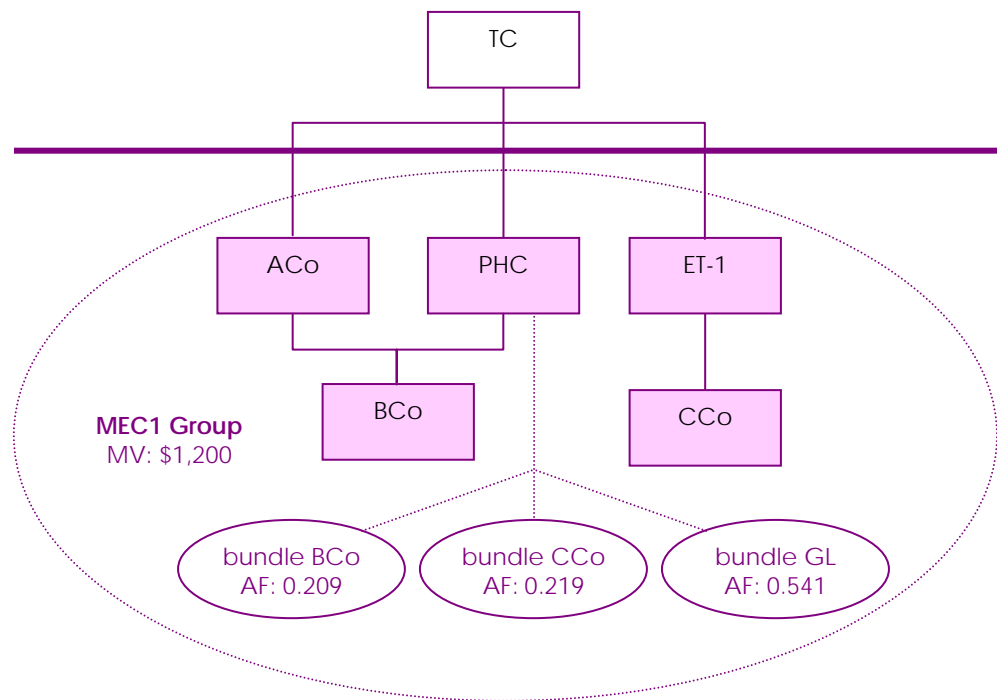 TC
ACo
PHC
ET-1
BCo
CCo
MEC1 Group
MV: $1,200
bundle BCo
AF: 0.209
bundle CCo
AF: 0.219
bundle GL
AF: 0.541